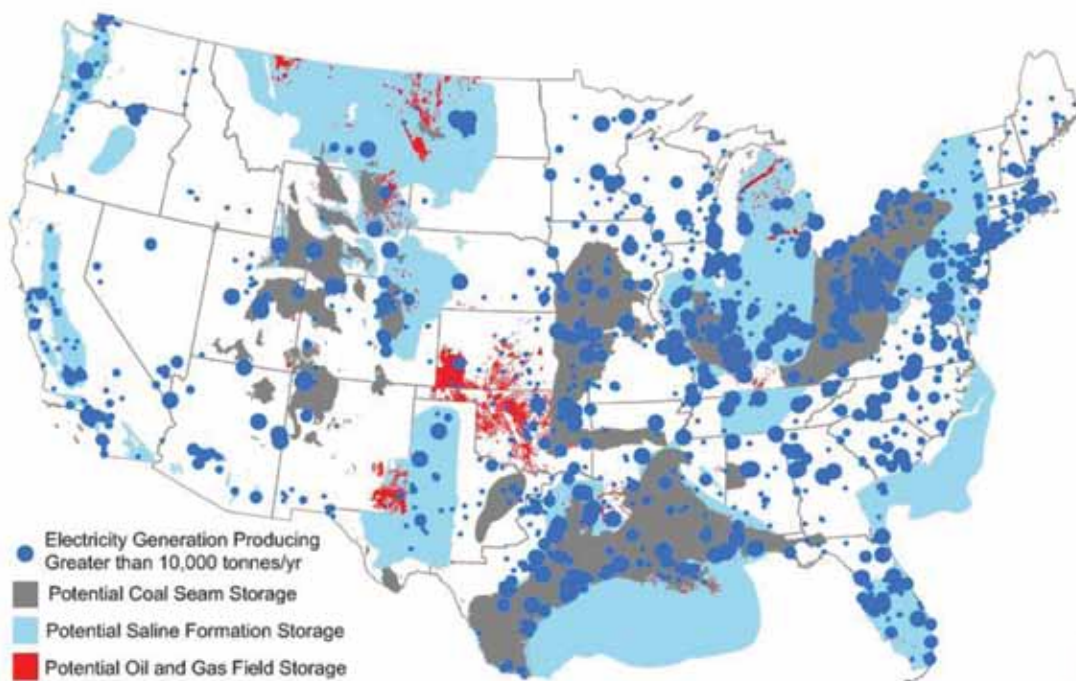 Electricity Generation Producing
Greater than 10,000 tonnes/yr
Potential Coal Seam Storage
Potential Saline Formation Storage
Potential Oil and Gas Field Storage